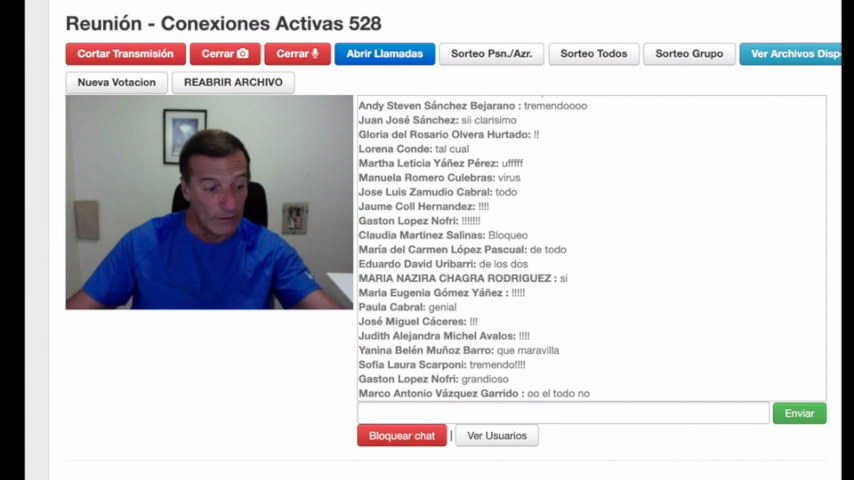 Reunión - Conexiones Activas 528
Cortar Transmisión Cerrar Cerrar Abrir Llamadas Sorteo Psn./Azr. Sorteo Todos Sorteo Grupo Ver Archivos Disp
Nueva Votacion REABRIR ARCHIVO
Andy Steven Sánchez Bejarano : tremendoooo
Juan José Sánchez: sii clarisimo
Gloria del Rosario Olvera Hurtado: !!
Lorena Conde: tal cual
Martha Leticia Yáñez Pérez: ufffff
Manuela Romero Culebras: virus
Jose Luis Zamudio Cabral: todo
Jaume Coll Hernandez: !!!!
Gaston Lopez Nofri: !!!!!!!
Claudia Martinez Salinas: Bloqueo
María del Carmen López Pascual: de todo
Eduardo David Uribarri: de los dos
MARIA NAZIRA CHAGRA RODRIGUEZ : si
Maria Eugenia Gómez Yáñez : !!!!!
Paula Cabral: genial
José Miguel Cáceres: !!!
Judith Alejandra Michel Avalos: !!!!
Yanina Belén Muñoz Barro: que maravilla
Sofia Laura Scarponi: tremendo!!!!
Gaston Lopez Nofri: grandioso
Marco Antonio Vázquez Garrido : oo el todo no
Enviar
Bloquear chat | Ver Usuarios